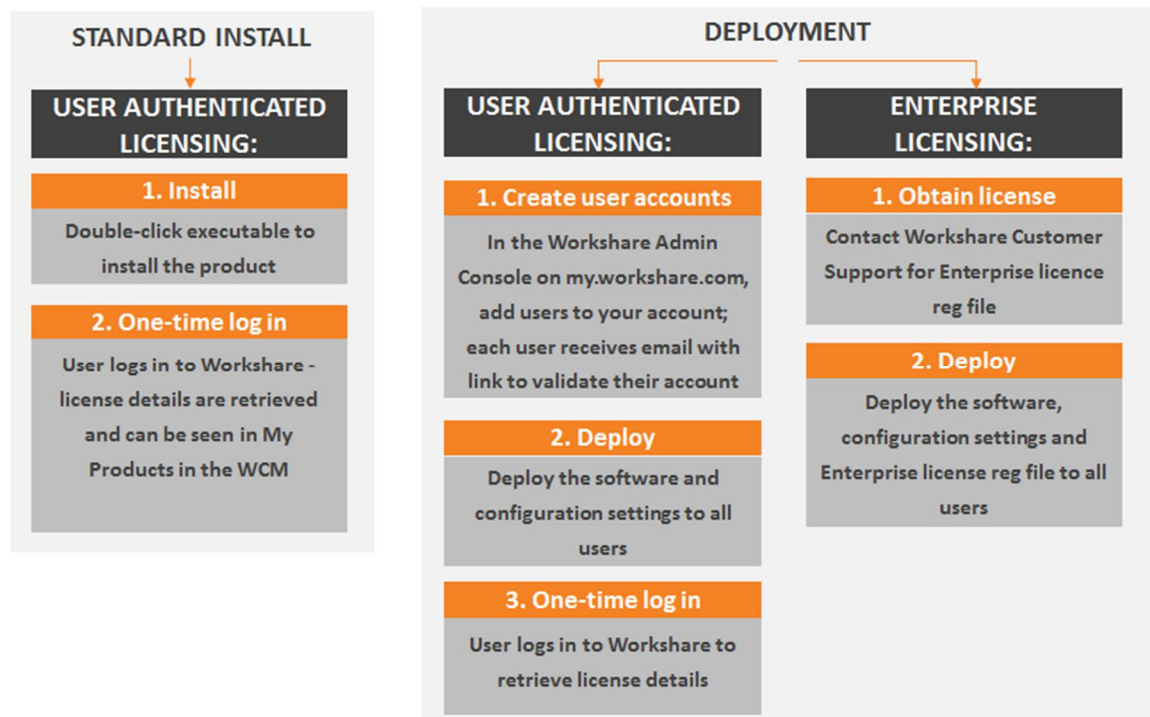 STANDARD INSTALL
USER AUTHENTICATED
LICENSING:
1. Install
Double-click executable to
install the product
2. One-time log in
User logs in to Workshare -
license details are retrieved
and can be seen in My
Products in the WCM
DEPLOYMENT
USER AUTHENTICATED
LICENSING:
1. Create user accounts
In the Workshare Admin
Console on my.workshare.com,
add users to your account;
each user receives email with
link to validate their account
2. Deploy
Deploy the software and
configuration settings to all
users
3. One-time log in
User logs in to Workshare to
retrieve license details
ENTERPRISE
LICENSING:
1. Obtain license
Contact Workshare Customer
Support for Enterprise licence
reg file
2. Deploy
Deploy the software,
configuration settings and
Enterprise license reg file to all
users